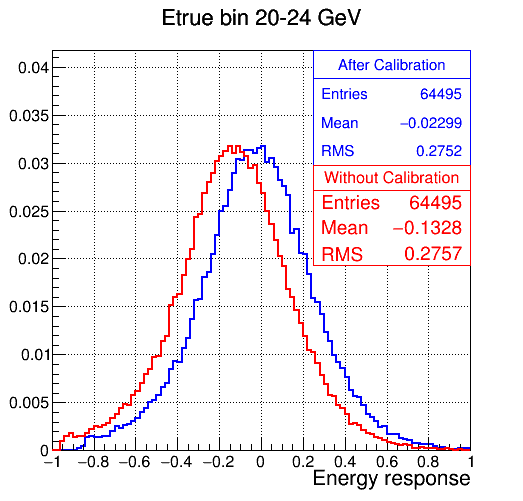 Etrue bin 20-24 GeV
After Calibration
Entries 64495
Mean −0.02299
RMS 0.2752
Without Calibration
Entries 64495
Mean −0.1328
RMS 0.2757
0.04
0.035
0.03
0.025
0.02
0.015
0.01
0.005
0
−1 −0.8 −0.6 −0.4 −0.2 0 0.2 0.4 0.6 0.8 1
Energy response